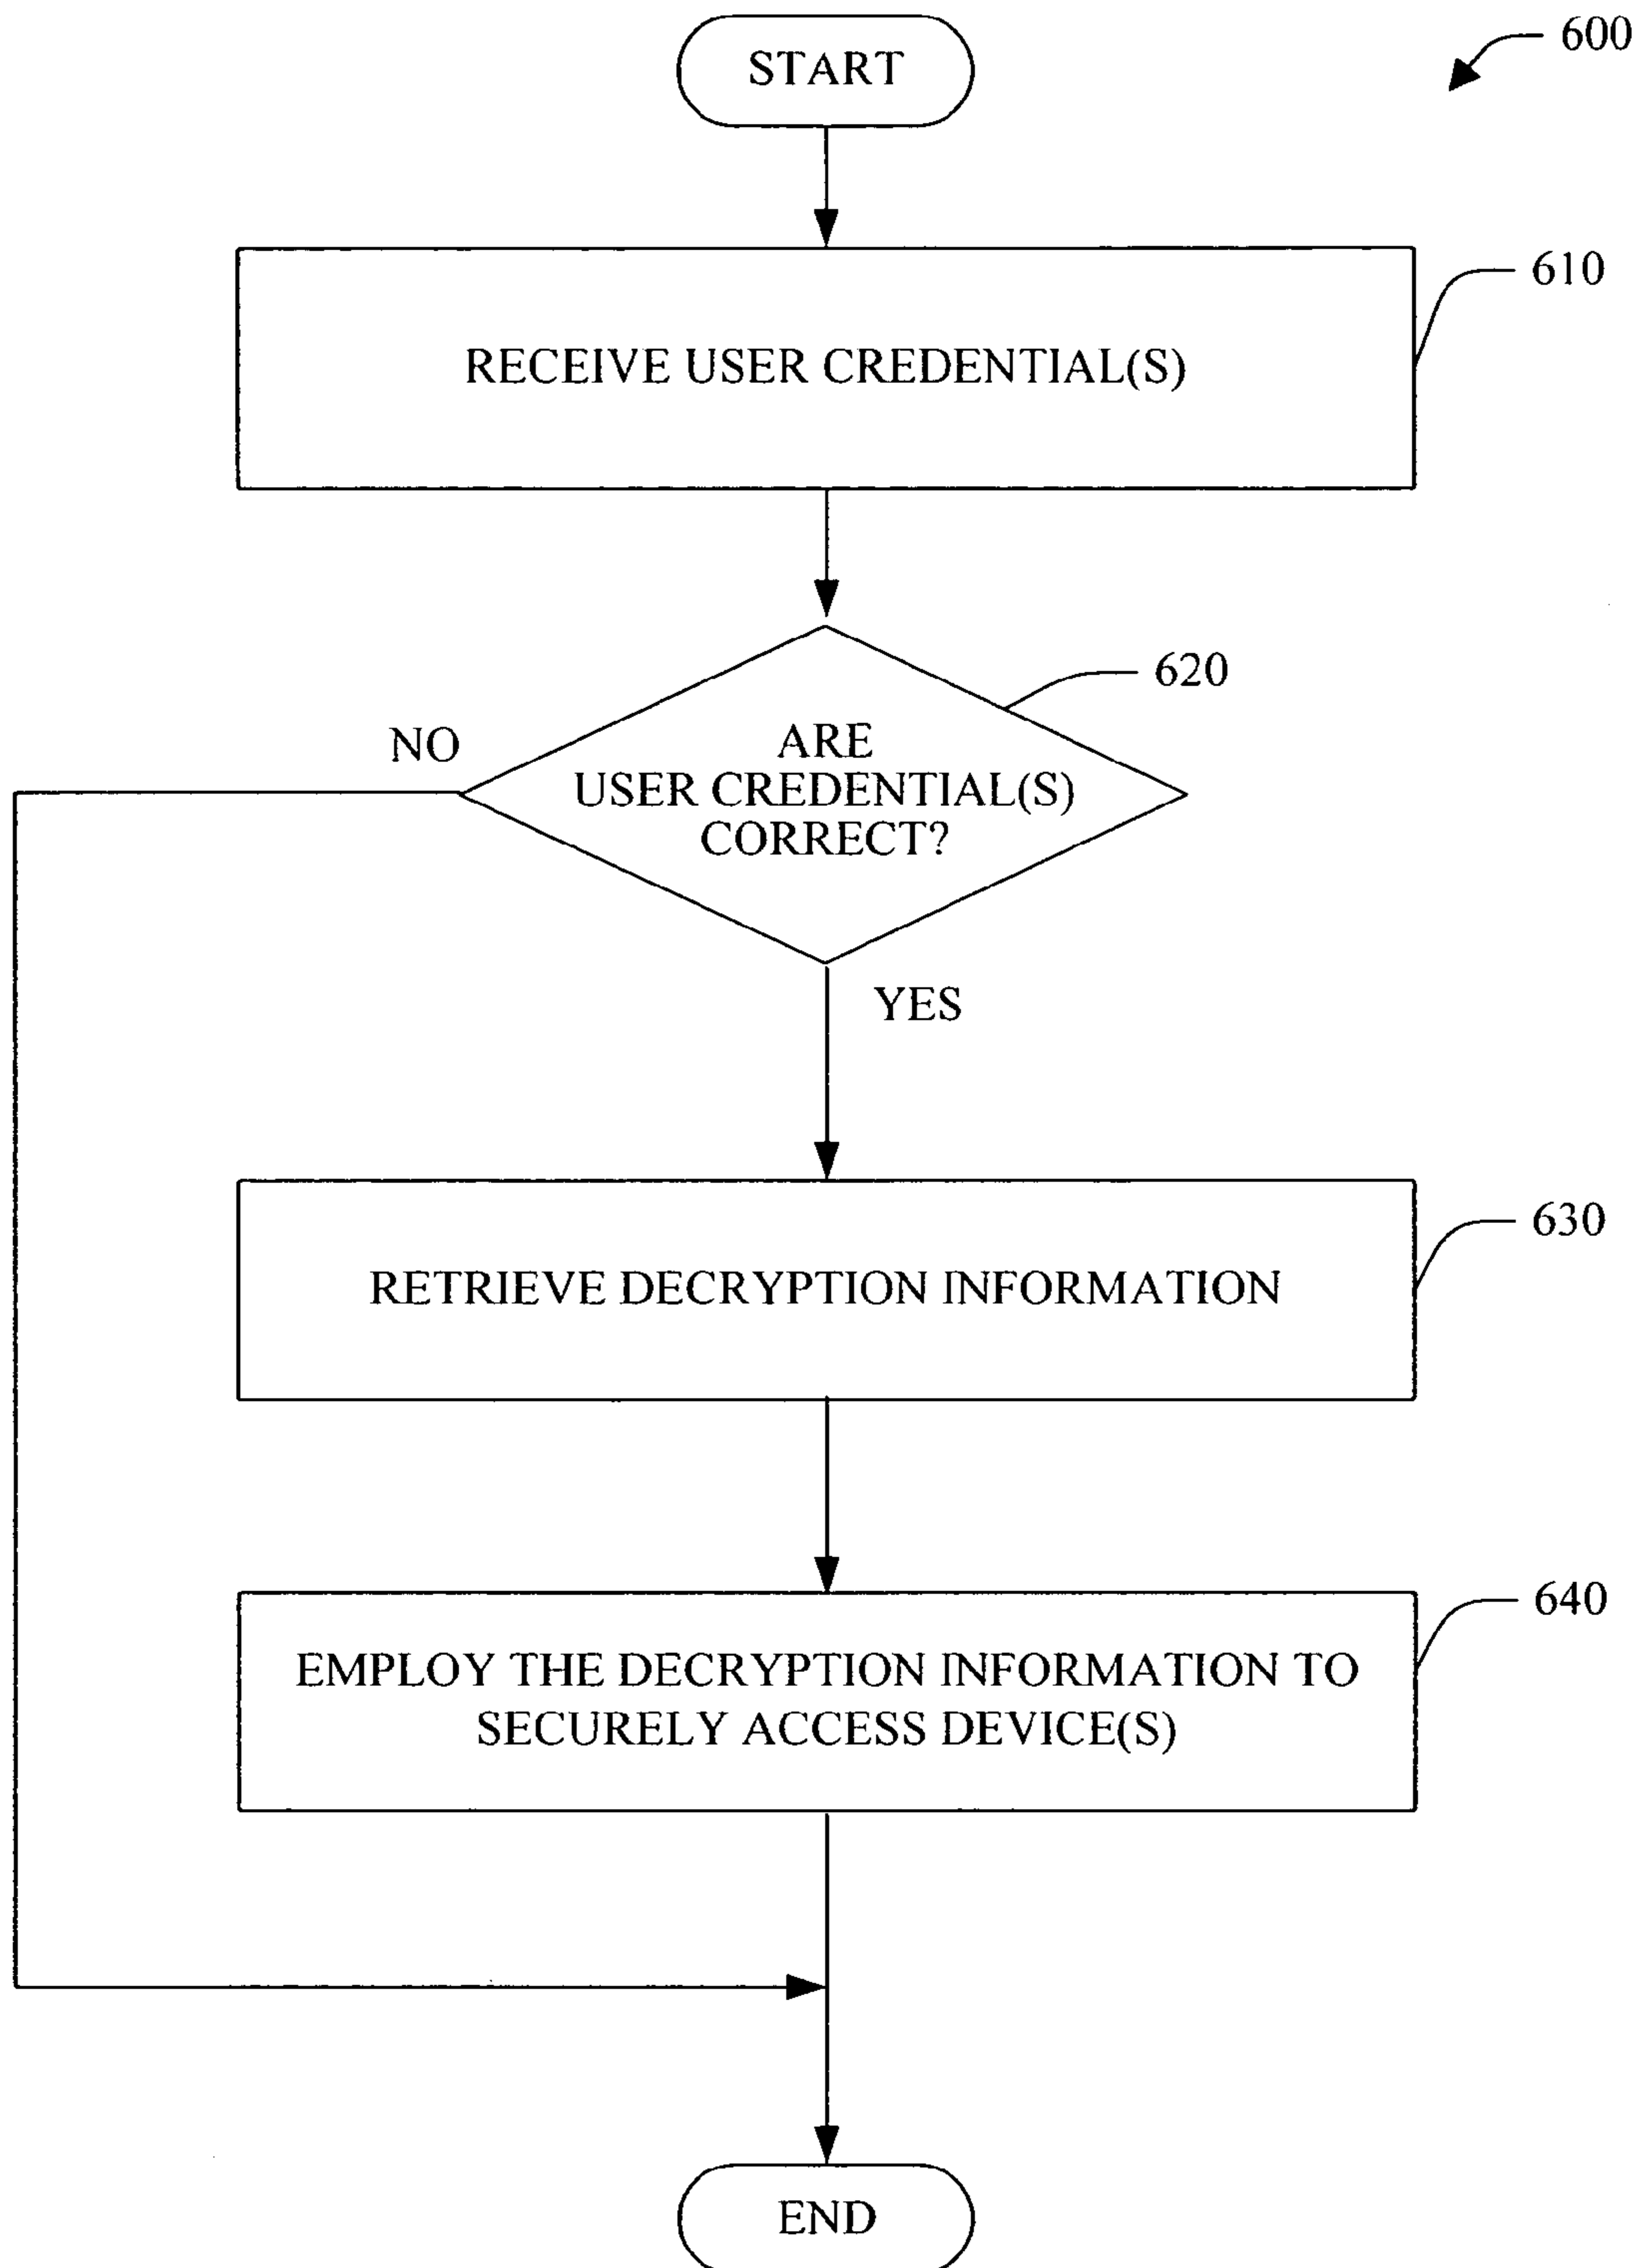 START
600
610
RECEIVE USER CREDENTIAL(S)
620
NO
ARE
USER CREDENTIAL(S)
CORRECT?
YES
630
RETRIEVE DECRYPTION INFORMATION
640
EMPLOY THE DECRYPTION INFORMATION TO
SECURELY ACCESS DEVICE(S)
END